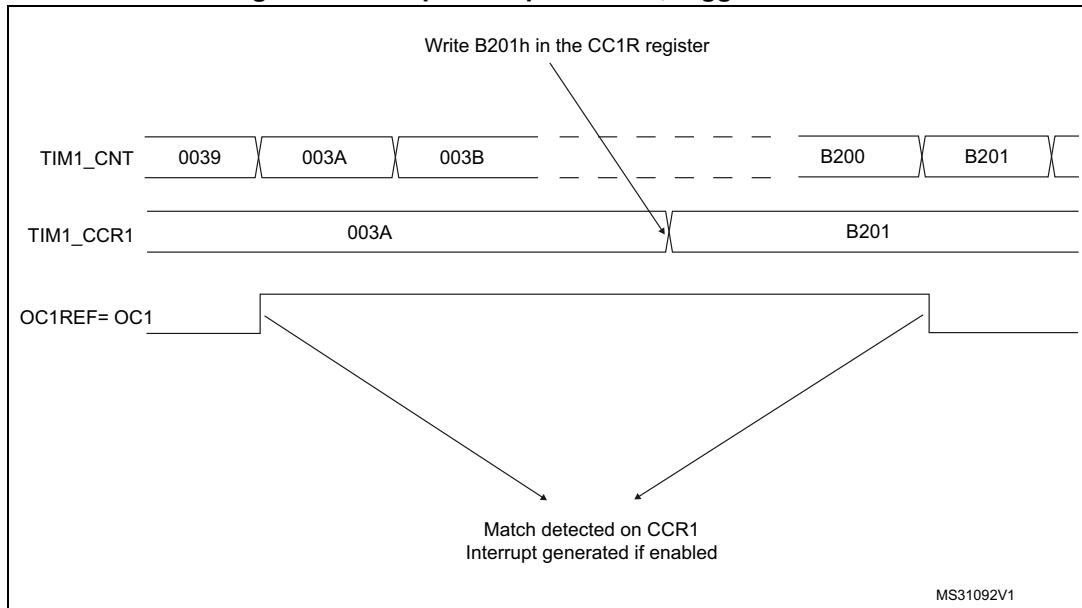 Write B201h in the CC1R register
TIM1_CNT 0039 003A 003B B200 B201
TIM1_CCR1 003A B201
OC1REF= OC1
Match detected on CCR1
Interrupt generated if enabled
MS31092V1